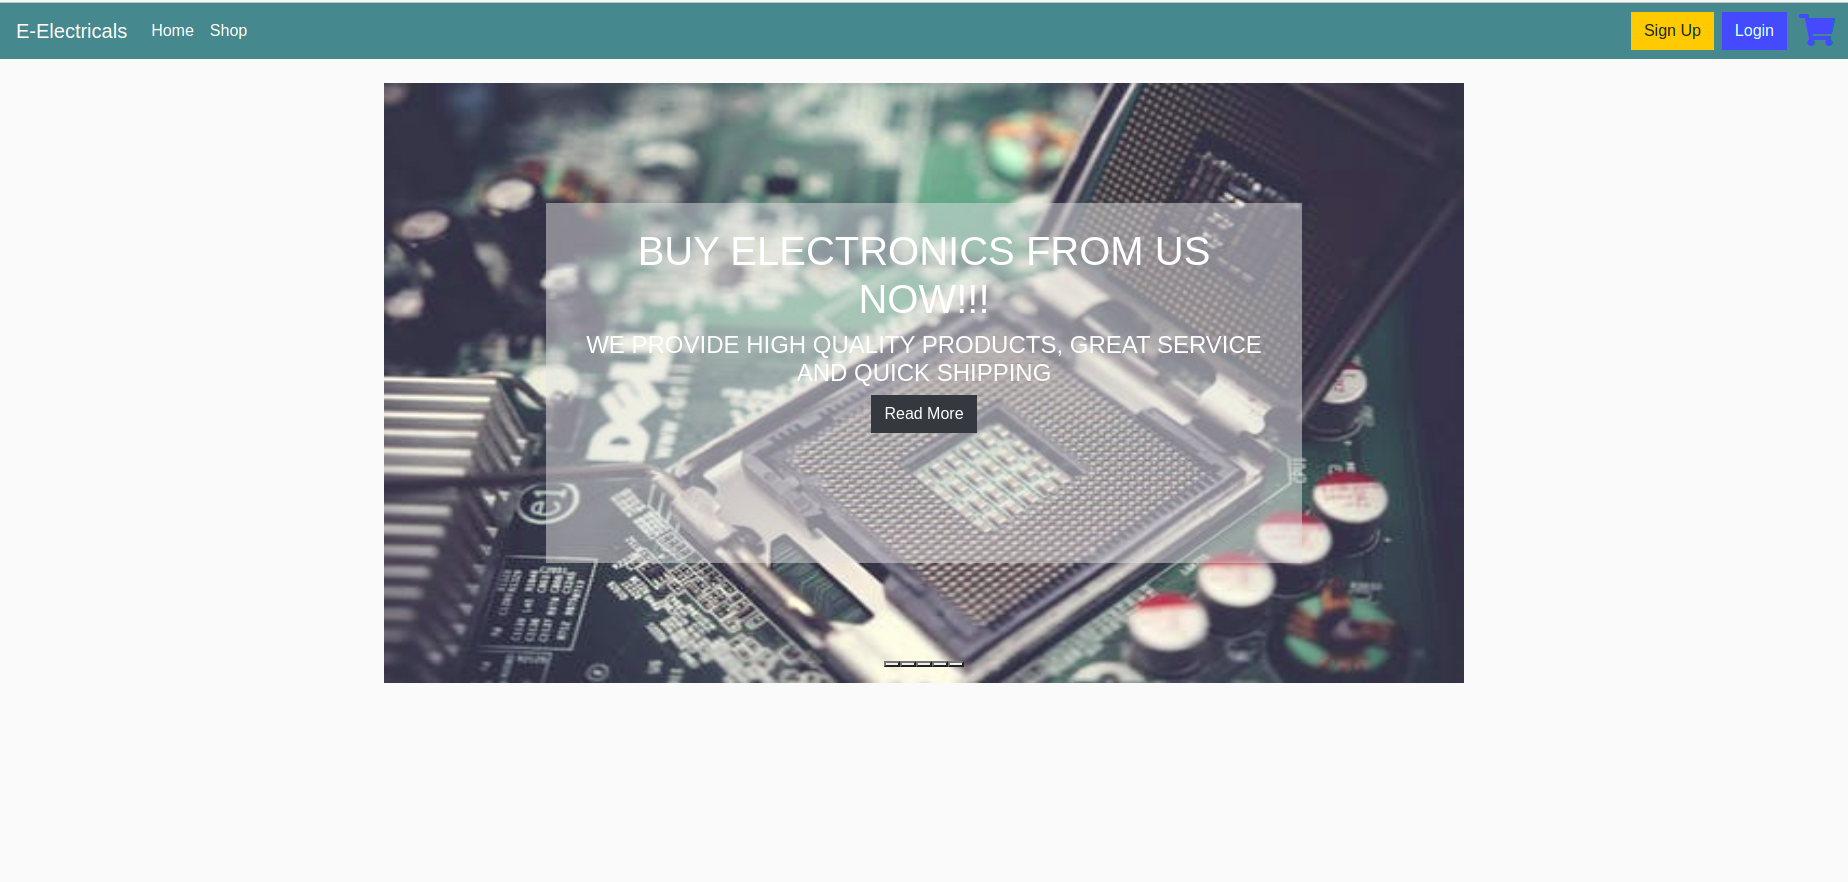 E-Electricals Home Shop Sign Up Login
BUY ELECTRONICS FROM US
NOW!!!
WE PROVIDE HIGH QUALITY PRODUCTS, GREAT SERVICE
AND QUICK SHIPPING
Read More
DELL